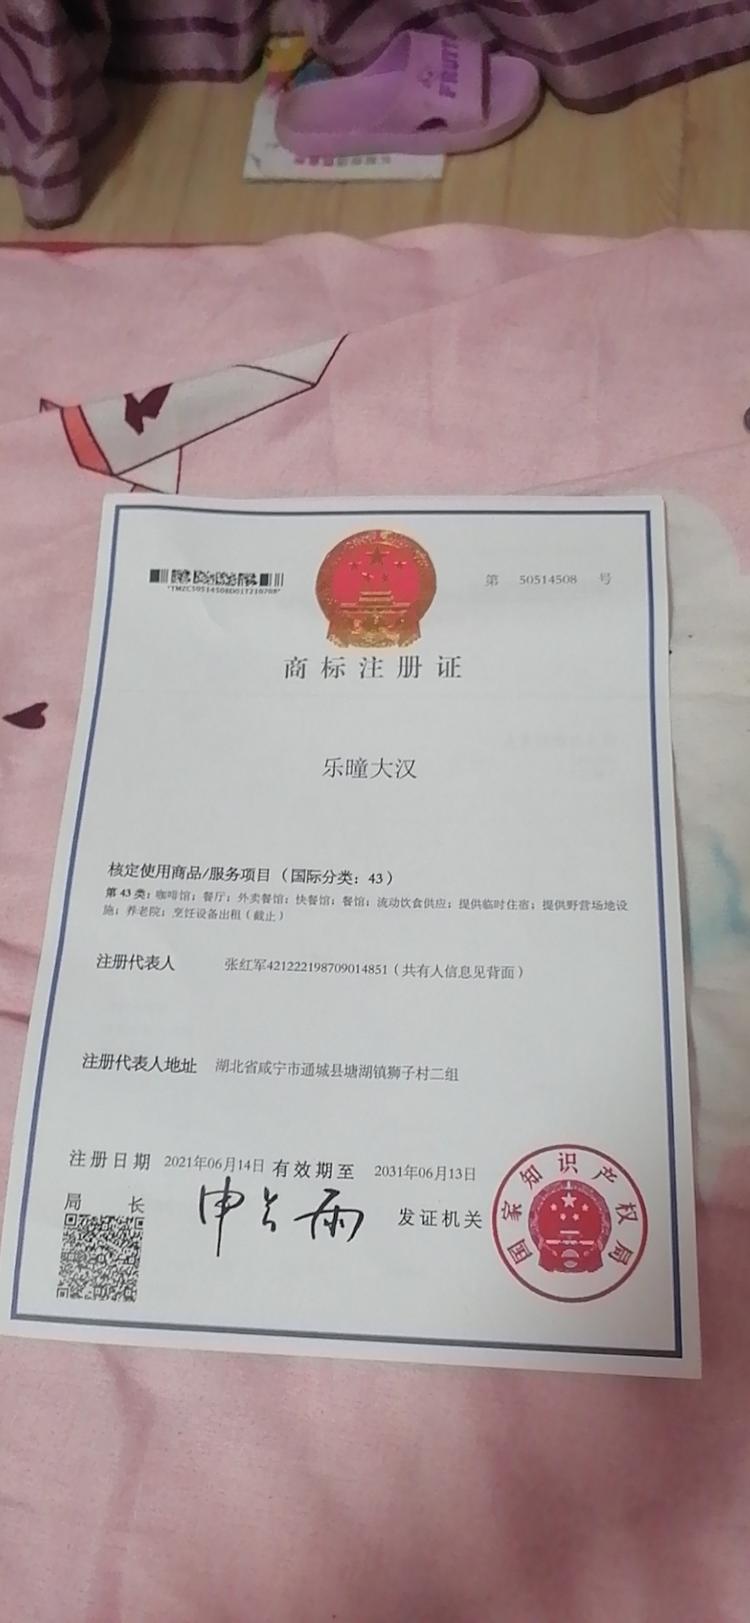 FRUIT
*TMZC50514508D01T210708*
第 50514508 号
商标注册证
乐曈大汉
核定使用商品/服务项目（国际分类：43）
第43类：咖啡馆；餐厅；外卖餐馆；快餐馆；餐馆；流动饮食供应；提供临时住宿；提供野营场地设
施；养老院；烹饪设备出租（截止）
注册代表人 张红军421222198709014851（共有人信息见背面）
注册代表人地址 湖北省咸宁市通城县塘湖镇狮子村二组
注册日期 2021年06月14日 有效期至 2031年06月13日
局 长 申长雨 发证机关
国家知识产权局